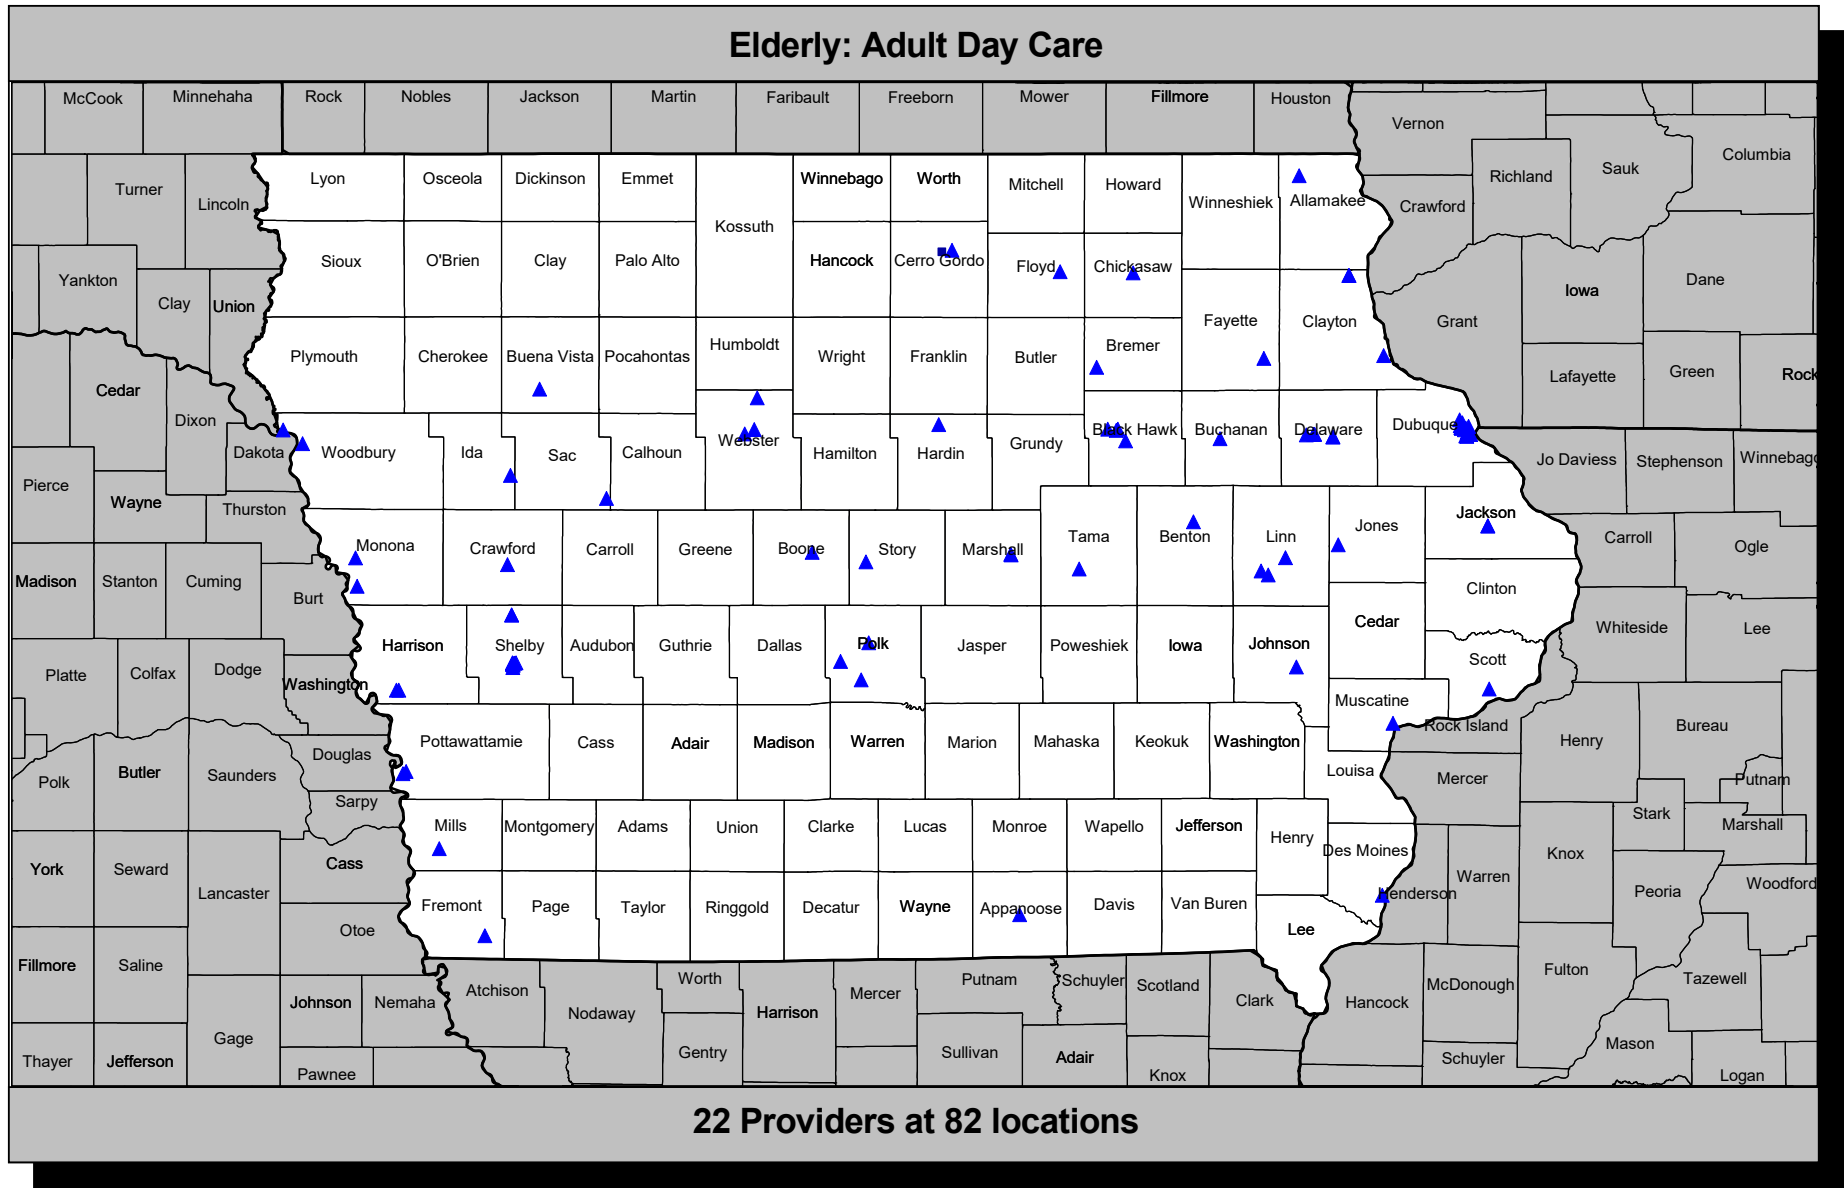 Elderly: Adult Day Care
McCook Minnehaha Rock Nobles Jackson Martin Faribault Freeborn Mower Fillmore Houston
Vernon
Columbia
Sauk
Richland
Turner Lincoln Lyon Osceola Dickinson Emmet Winnebago Worth Mitchell Howard
Winneshiek Allamakee Crawford
Kossuth
Yankton Clay Union Sioux O'Brien Clay Palo Alto Hancock Cerro Gordo Floyd Chickasaw
Iowa Dane
Fayette Clayton Grant
Plymouth Cherokee Buena Vista Pocahontas Humboldt Wright Franklin Butler Bremer
Lafayette Green Rock
Cedar Dixon
Dakota Woodbury Ida Sac Calhoun Webster Hamilton Hardin Grundy Black Hawk Buchanan Delaware Dubuque
Jo Daviess Stephenson Winnebago
Pierce Wayne Thurston
Monona Crawford Carroll Greene Boone Story Marshall Tama Benton Linn Jones Jackson
Carroll Ogle
Madison Stanton Cuming Burt
Clinton
Harrison Shelby Audubon Guthrie Dallas Polk Jasper Poweshiek Iowa Johnson Cedar
Whiteside Lee
Scott
Platte Colfax Dodge Washington
Muscatine Rock Island Bureau
Pottawattamie Cass Adair Madison Warren Marion Mahaska Keokuk Washington
Henry
Louisa Mercer Putnam
Polk Butler Saunders Douglas
Sarpy
Mills Montgomery Adams Union Clarke Lucas Monroe Wapello Jefferson Henry
Stark Marshall
Des Moines Knox
York Seward Lancaster Cass
Warren Peoria Woodford
Henderson
Fremont Page Taylor Ringgold Decatur Wayne Appanoose Davis Van Buren
Lee
Otoe
Fillmore Saline
Fulton Tazewell
Johnson Nemaha Atchison Nodaway Worth Harrison Mercer Putnam Schuyler Scotland Clark Hancock McDonough
Gage
Gentry Sullivan Adair
Schuyler Mason
Thayer Jefferson Pawnee
Knox Logan
22 Providers at 82 locations